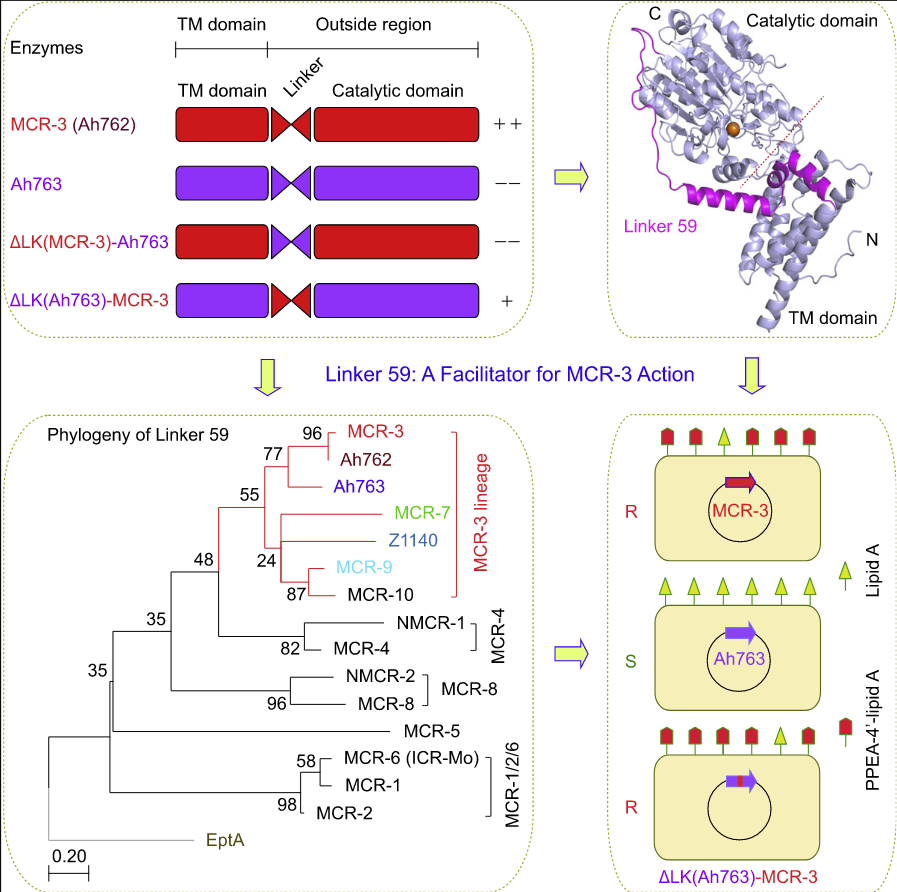 TM domain Outside region
Enzymes
TM domain Linker Catalytic domain
MCR-3 (Ah762) ++
Ah763 −−
ΔLK(MCR-3)-Ah763 −−
ΔLK(Ah763)-MCR-3 +
C
Catalytic domain
Linker 59
N
TM domain
Linker 59: A Facilitator for MCR-3 Action
Phylogeny of Linker 59
96 MCR-3
Ah762
77
Ah763
55
MCR-7
Z1140
24
MCR-9
87 MCR-10
MCR-3 lineage
48
NMCR-1
82 MCR-4
MCR-4
35
NMCR-2
96 MCR-8
MCR-8
35
MCR-5
58 MCR-6 (ICR-Mo)
MCR-1
98 MCR-2
MCR-1/2/6
EptA
0.20
R
MCR-3
Lipid A
S
Ah763
PPEA-4'-lipid A
R
ΔLK(Ah763)-MCR-3